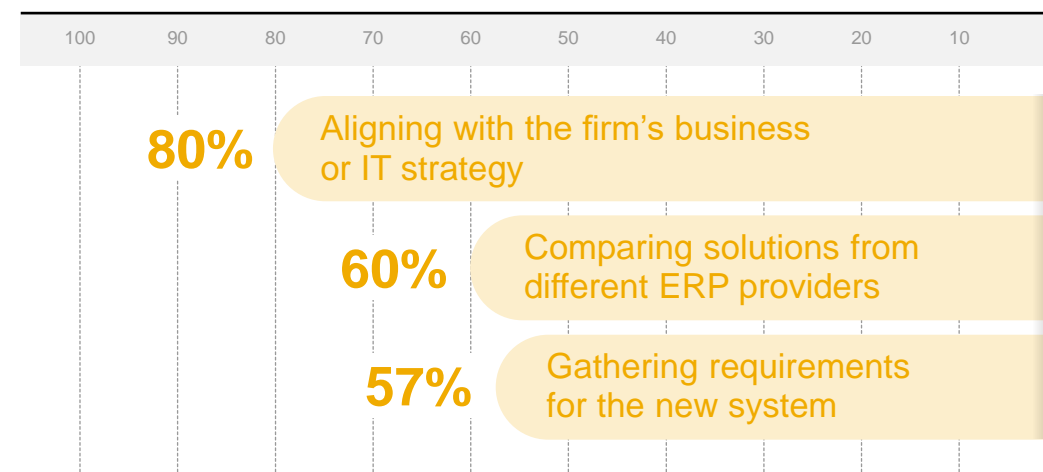 100 90 80 70 60 50 40 30 20 10
80%
Aligning with the firm’s business
or IT strategy
60%
Comparing solutions from
different ERP providers
57%
Gathering requirements
for the new system